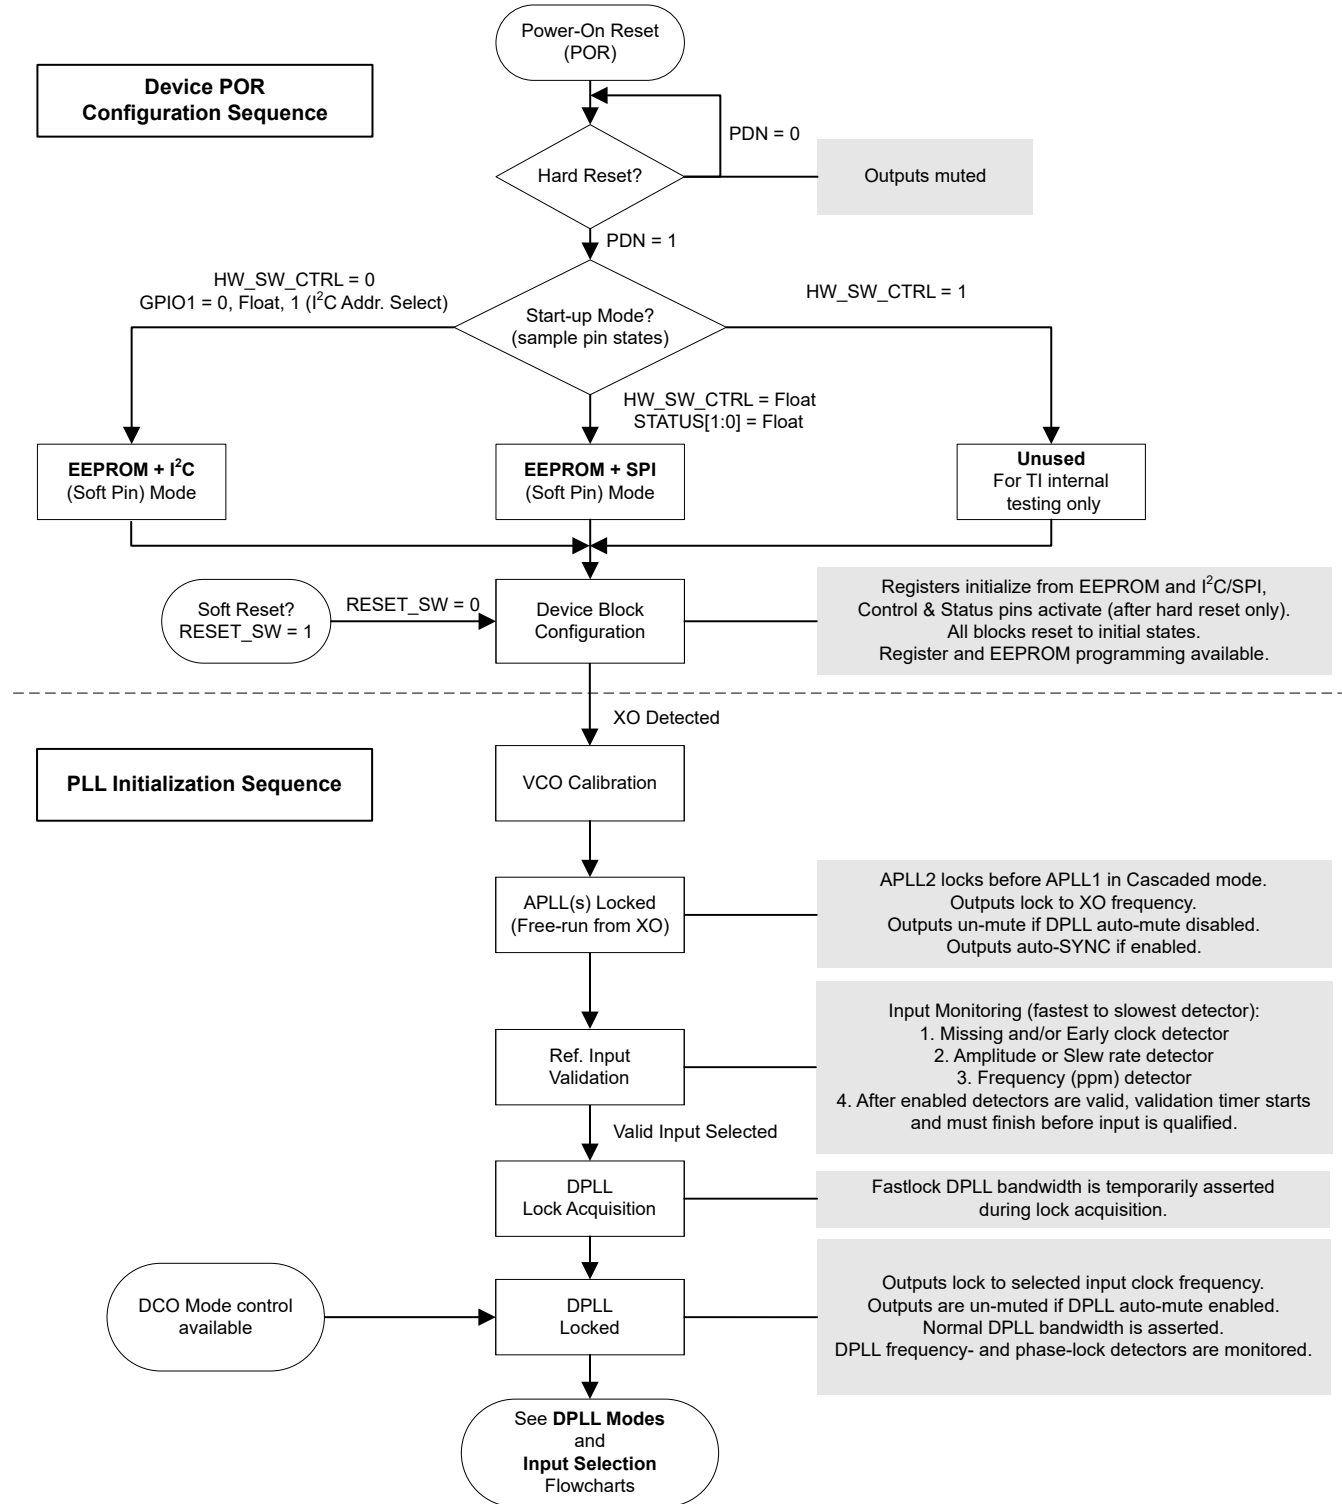 Power-On Reset
(POR)
Device POR
Configuration Sequence
PDN = 0
Hard Reset?
Outputs muted
PDN = 1
HW_SW_CTRL = 0
GPIO1 = 0, Float, 1 (I²C Addr. Select)
HW_SW_CTRL = 1
Start-up Mode?
(sample pin states)
HW_SW_CTRL = Float
STATUS[1:0] = Float
EEPROM + I²C
(Soft Pin) Mode
EEPROM + SPI
(Soft Pin) Mode
Unused
For TI internal
testing only
Soft Reset?
RESET_SW = 1
RESET_SW = 0
Device Block
Configuration
Registers initialize from EEPROM and I²C/SPI,
Control & Status pins activate (after hard reset only).
All blocks reset to initial states.
Register and EEPROM programming available.
XO Detected
PLL Initialization Sequence
VCO Calibration
APLL(s) Locked
(Free-run from XO)
APLL2 locks before APLL1 in Cascaded mode.
Outputs lock to XO frequency.
Outputs un-mute if DPLL auto-mute disabled.
Outputs auto-SYNC if enabled.
Ref. Input
Validation
Input Monitoring (fastest to slowest detector):
1. Missing and/or Early clock detector
2. Amplitude or Slew rate detector
3. Frequency (ppm) detector
4. After enabled detectors are valid, validation timer starts
and must finish before input is qualified.
Valid Input Selected
DPLL
Lock Acquisition
Fastlock DPLL bandwidth is temporarily asserted
during lock acquisition.
DCO Mode control
available
DPLL
Locked
Outputs lock to selected input clock frequency.
Outputs are un-muted if DPLL auto-mute enabled.
Normal DPLL bandwidth is asserted.
DPLL frequency- and phase-lock detectors are monitored.
See DPLL Modes
and
Input Selection
Flowcharts